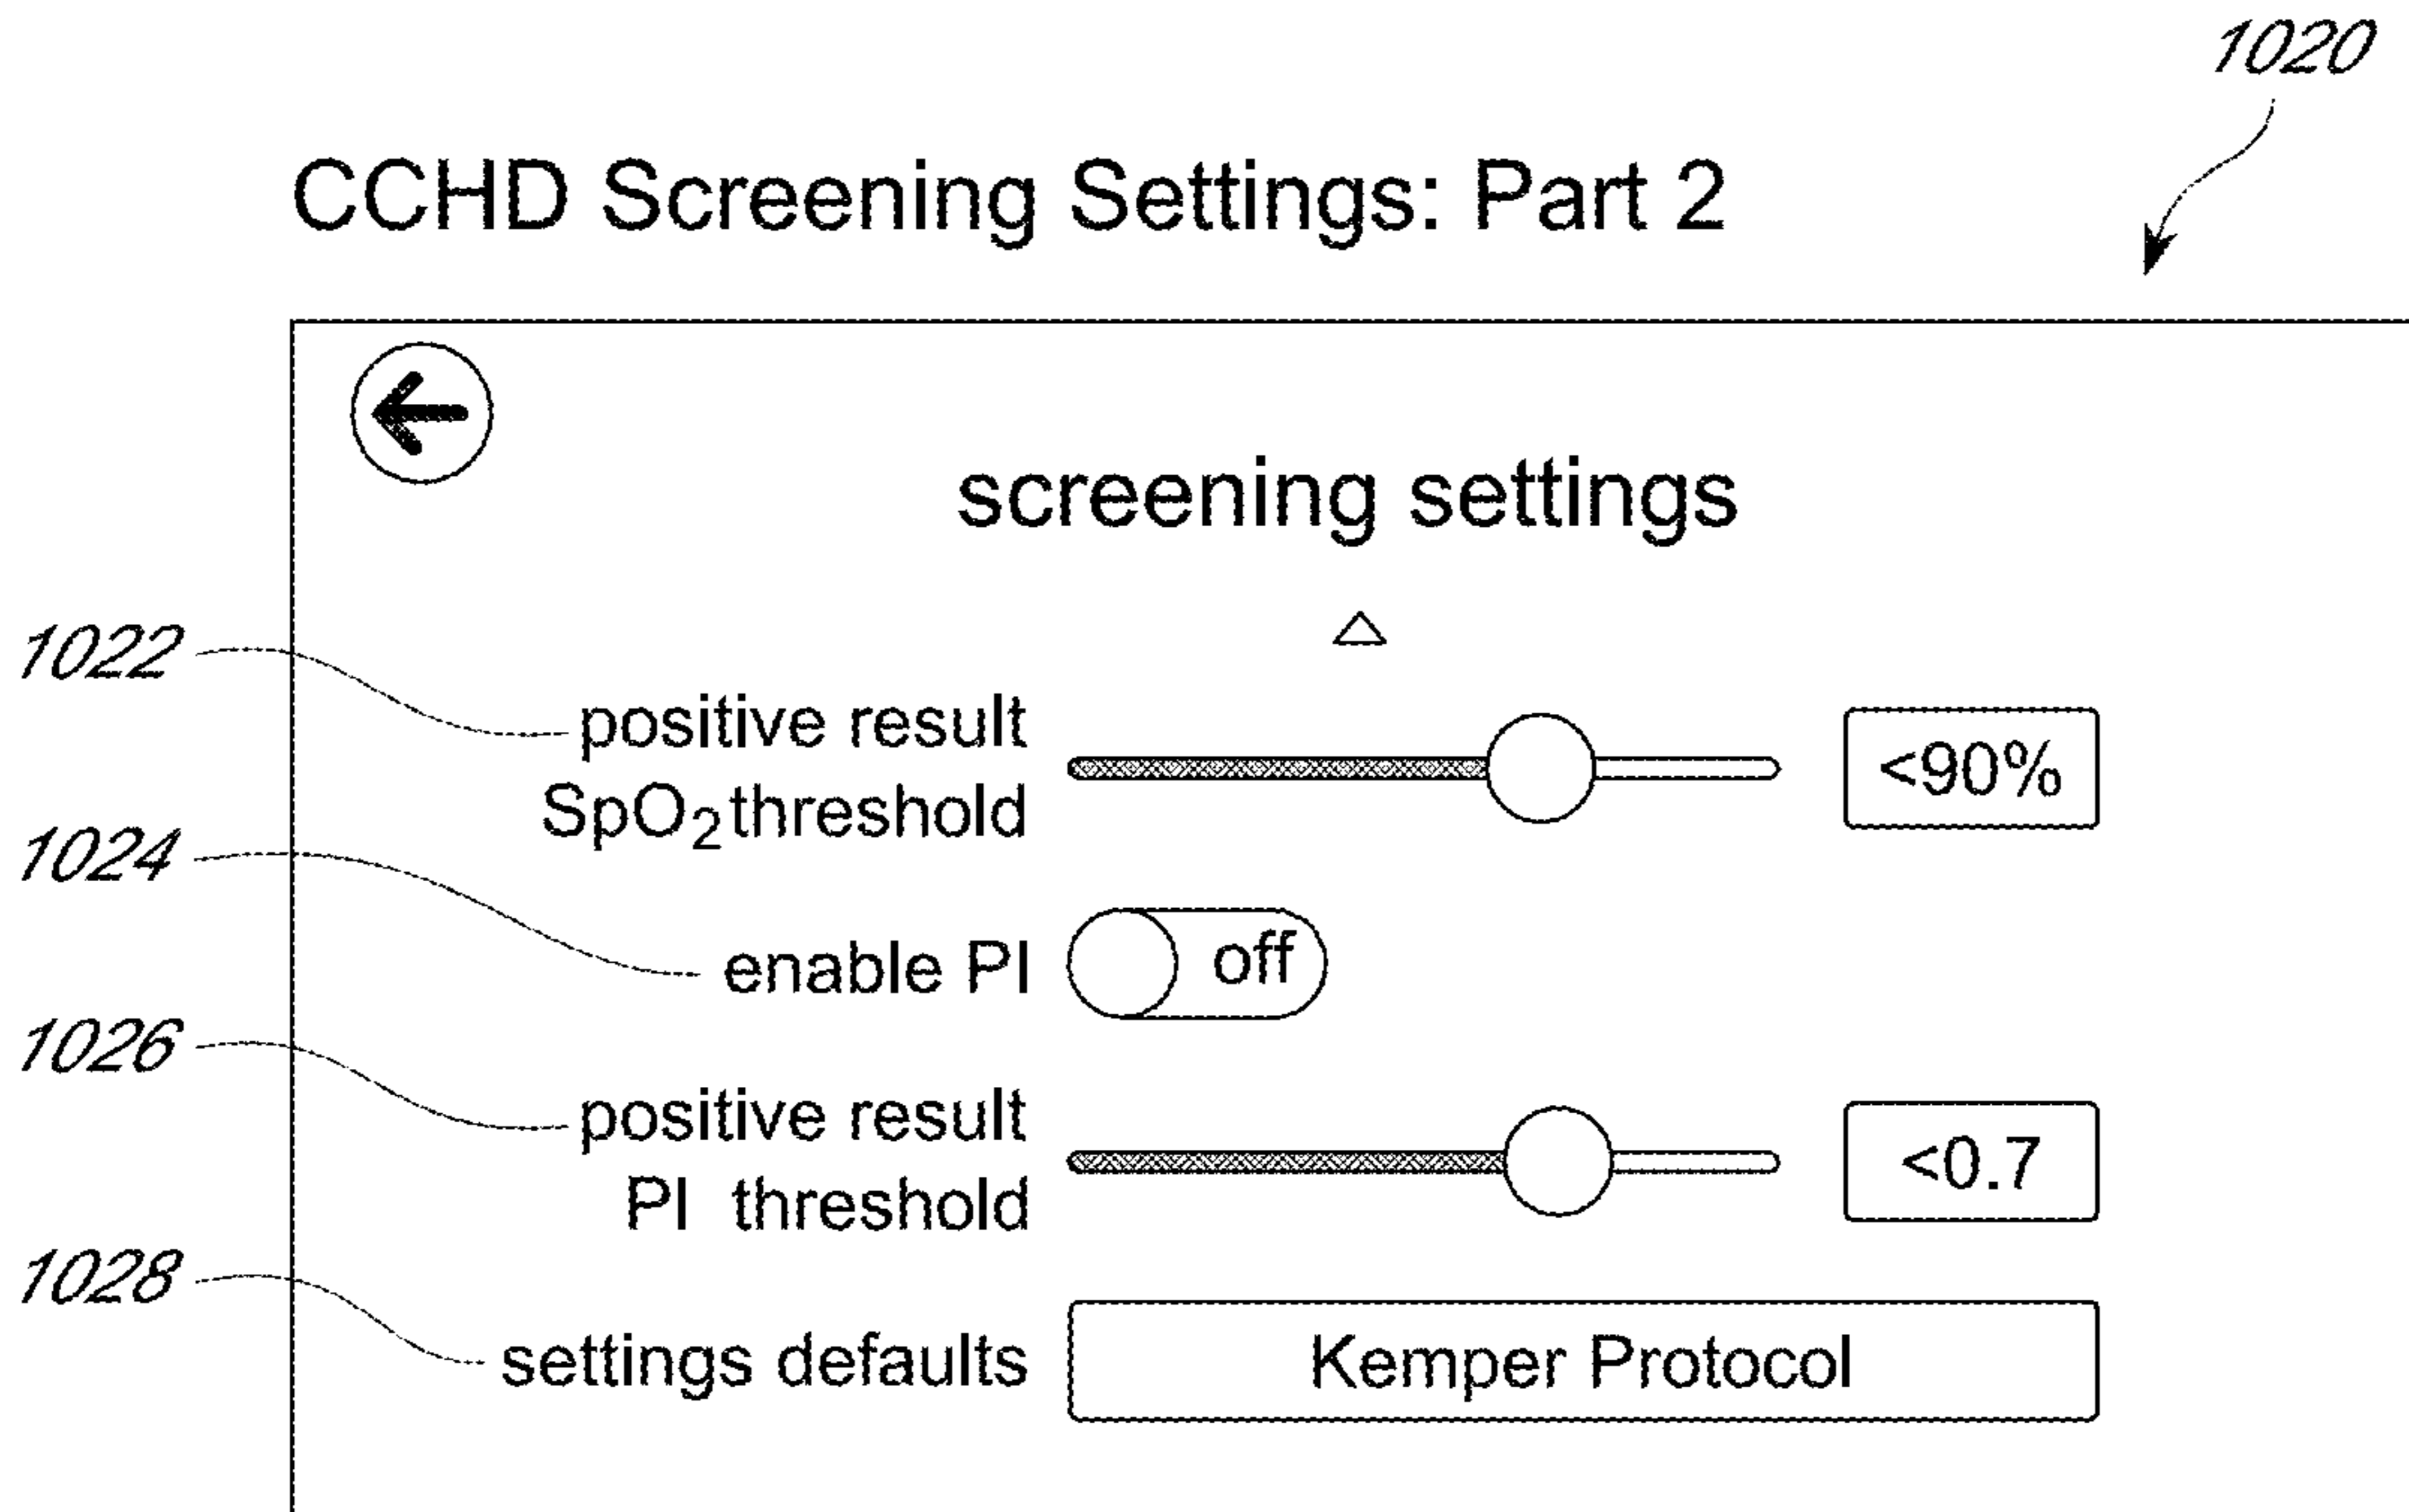 1020
CCHD Screening Settings: Part 2
screening settings
1022
positive result
SpO₂ threshold
<90%
1024
enable PI
off
1026
positive result
PI threshold
<0.7
1028
settings defaults
Kemper Protocol